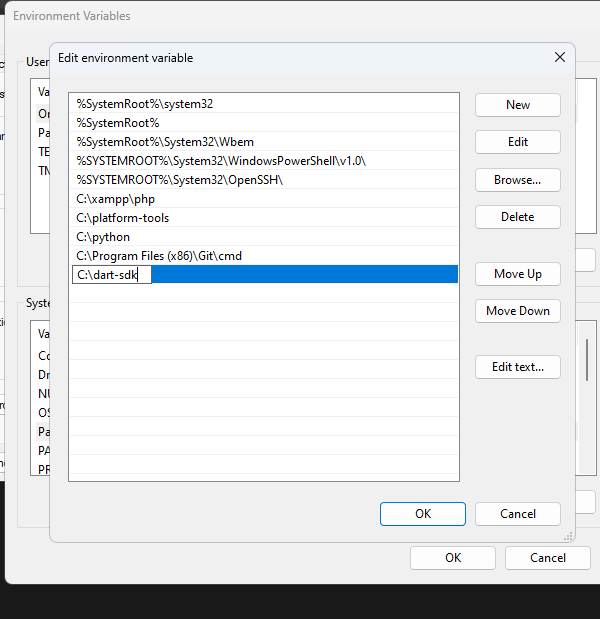 Environment Variables
Edit environment variable
User
Va
Or
Pa
TE
TM
%SystemRoot%\system32
%SystemRoot%
%SystemRoot%\System32\Wbem
%SYSTEMROOT%\System32\WindowsPowerShell\v1.0\
%SYSTEMROOT%\System32\OpenSSH\
C:\xampp\php
C:\platform-tools
C:\python
C:\Program Files (x86)\Git\cmd
C:\dart-sdk
New
Edit
Browse...
Delete
Move Up
Move Down
Edit text...
Syste
Va
Co
Dr
NU
OS
Pa
PA
PR
OK
Cancel
OK
Cancel